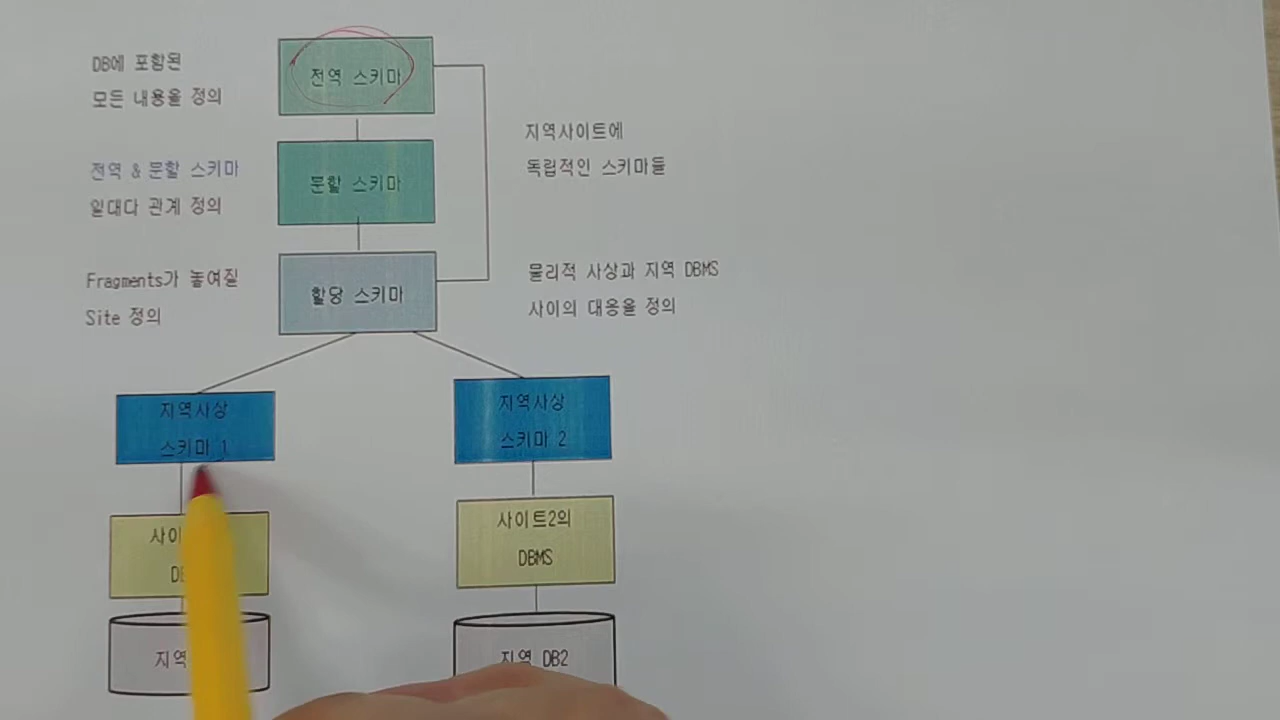 DB에 포함된
모든 내용을 정의
전역 스키마
지역사이트에
독립적인 스키마들
전역 & 분할 스키마
일대다 관계 정의
분할 스키마
Fragments가 놓여질
Site 정의
할당 스키마
물리적 사상과 지역 DBMS
사이의 대응을 정의
지역사상
스키마 1
지역사상
스키마 2
사이
사이트2의
DBMS
지역
지역 DB2